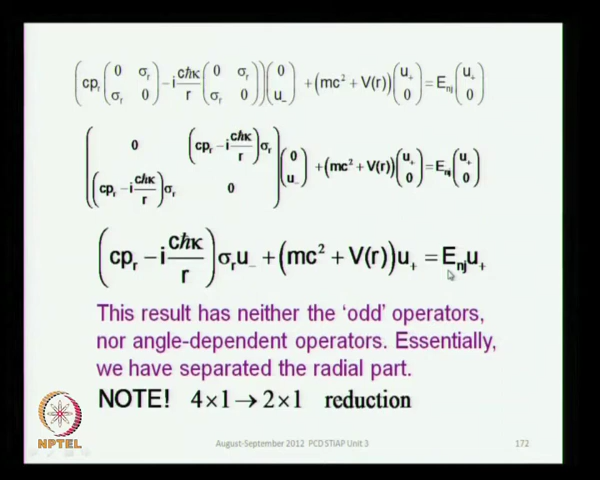 (cp_r (0 σ_r / σ_r 0) − i cħκ/r (0 σ_r / σ_r 0)) (0 / u_−) + (mc² + V(r)) (u_+ / 0) = E_nj (u_+ / 0)
(0 (cp_r − i cħκ/r) σ_r / (cp_r − i cħκ/r) σ_r 0) (0 / u_−) + (mc² + V(r)) (u_+ / 0) = E_nj (u_+ / 0)
(cp_r − i cħκ/r) σ_r u_− + (mc² + V(r)) u_+ = E_nj u_+
This result has neither the 'odd' operators,
nor angle-dependent operators. Essentially,
we have separated the radial part.
NOTE! 4×1 → 2×1 reduction
NPTEL
August-September 2012 PCD STIAP Unit 3
172